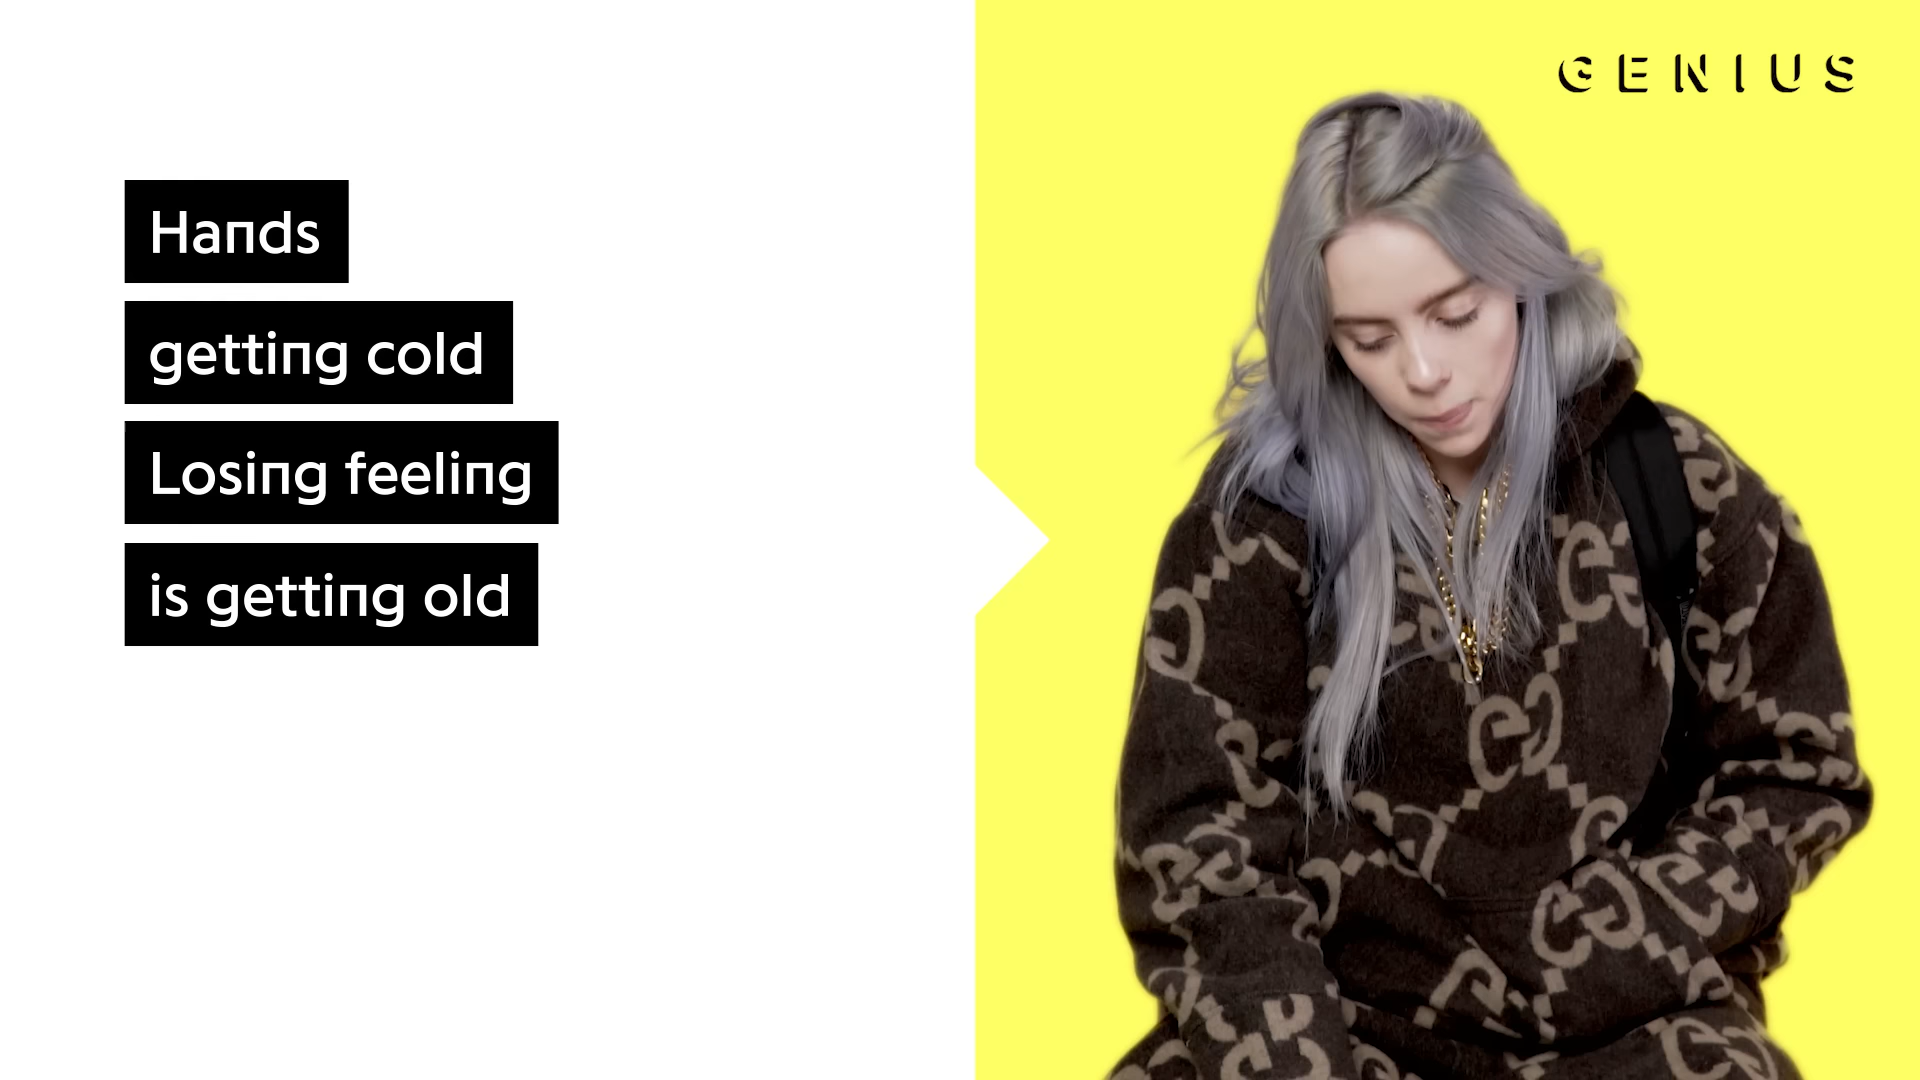 GENIUS
Hands
getting cold
Losing feeling
is getting old